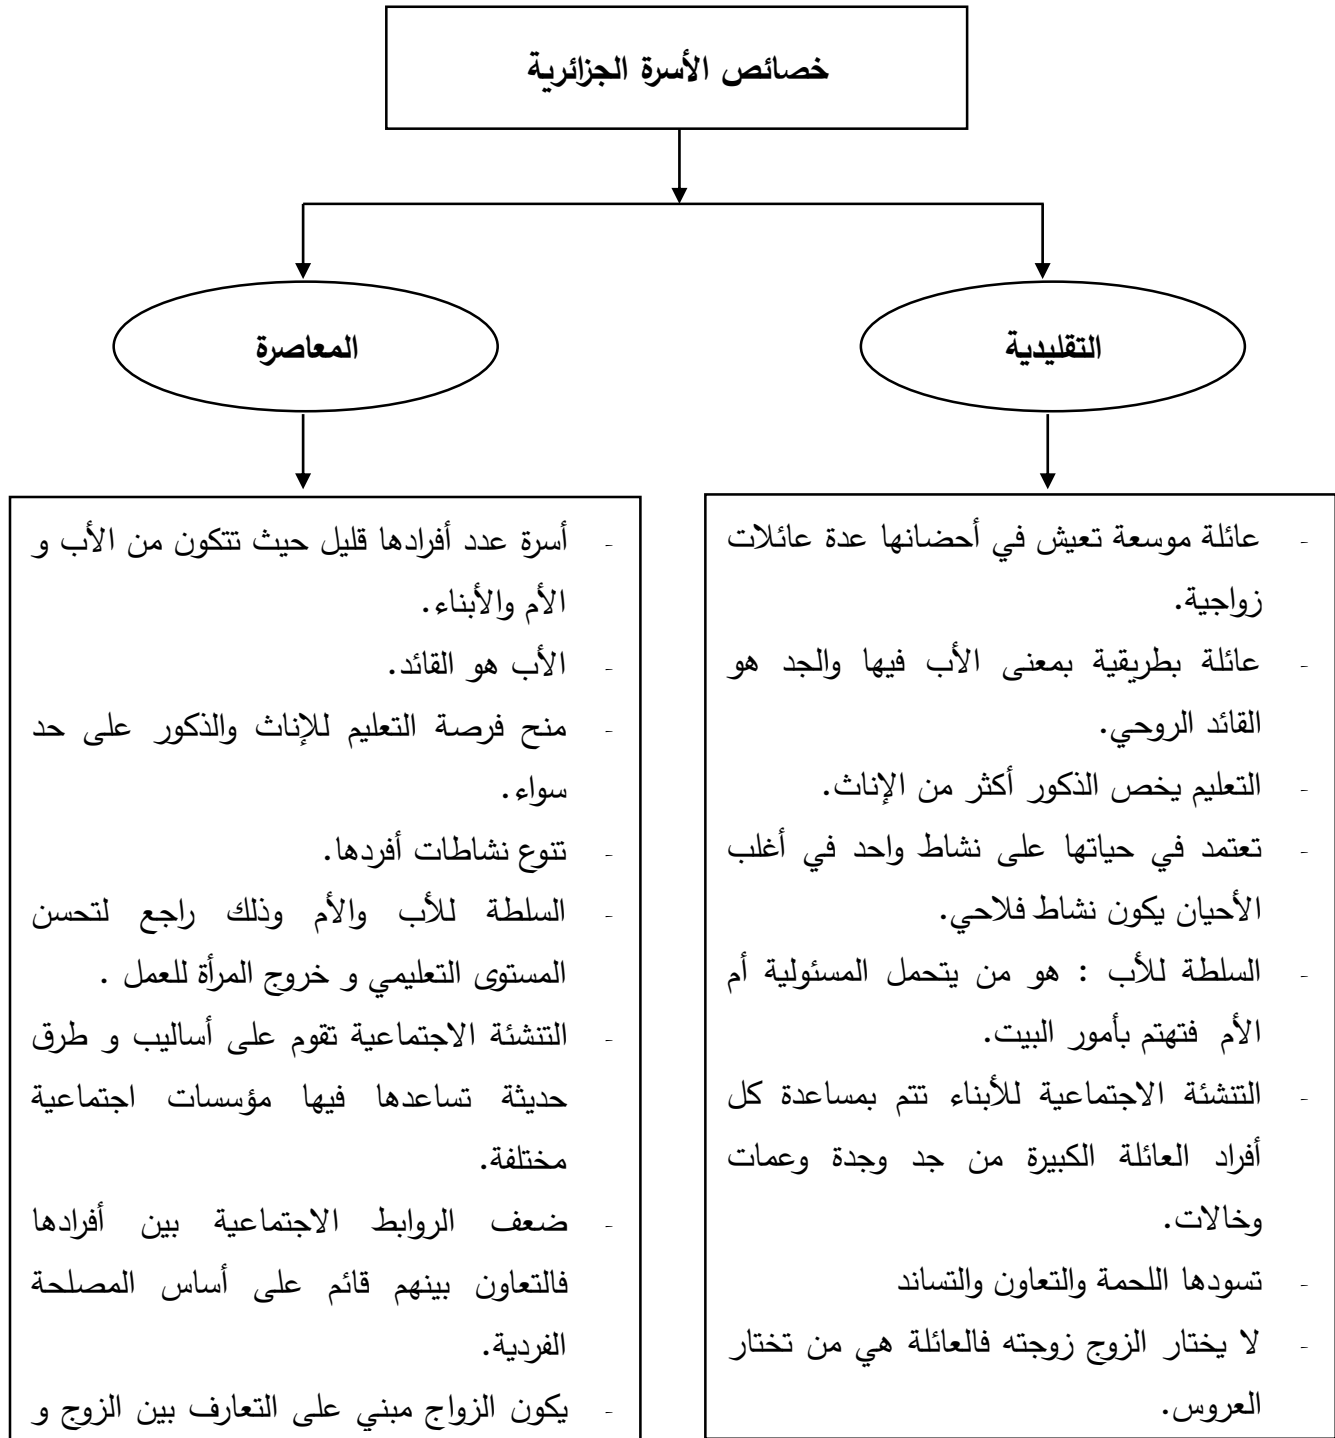 خصائص الأسرة الجزائرية
التقليدية
المعاصرة
- عائلة موسعة تعيش في أحضانها عدة عائلات
زواجية.
- عائلة بطريقية بمعنى الأب فيها والجد هو
القائد الروحي.
- التعليم يخص الذكور أكثر من الإناث.
- تعتمد في حياتها على نشاط واحد في أغلب
الأحيان يكون نشاط فلاحي.
- السلطة للأب : هو من يتحمل المسئولية أم
الأم فتهتم بأمور البيت.
- التنشئة الاجتماعية للأبناء تتم بمساعدة كل
أفراد العائلة الكبيرة من جد وجدة وعمات
وخالات.
- تسودها اللحمة والتعاون والتساند
- لا يختار الزوج زوجته فالعائلة هي من تختار
العروس.
- أسرة عدد أفرادها قليل حيث تتكون من الأب و
الأم والأبناء.
- الأب هو القائد.
- منح فرصة التعليم للإناث والذكور على حد
سواء.
- تنوع نشاطات أفردها.
- السلطة للأب والأم وذلك راجع لتحسن
المستوى التعليمي و خروج المرأة للعمل .
- التنشئة الاجتماعية تقوم على أساليب و طرق
حديثة تساعدها فيها مؤسسات اجتماعية
مختلفة.
- ضعف الروابط الاجتماعية بين أفرادها
فالتعاون بينهم قائم على أساس المصلحة
الفردية.
- يكون الزواج مبني على التعارف بين الزوج و